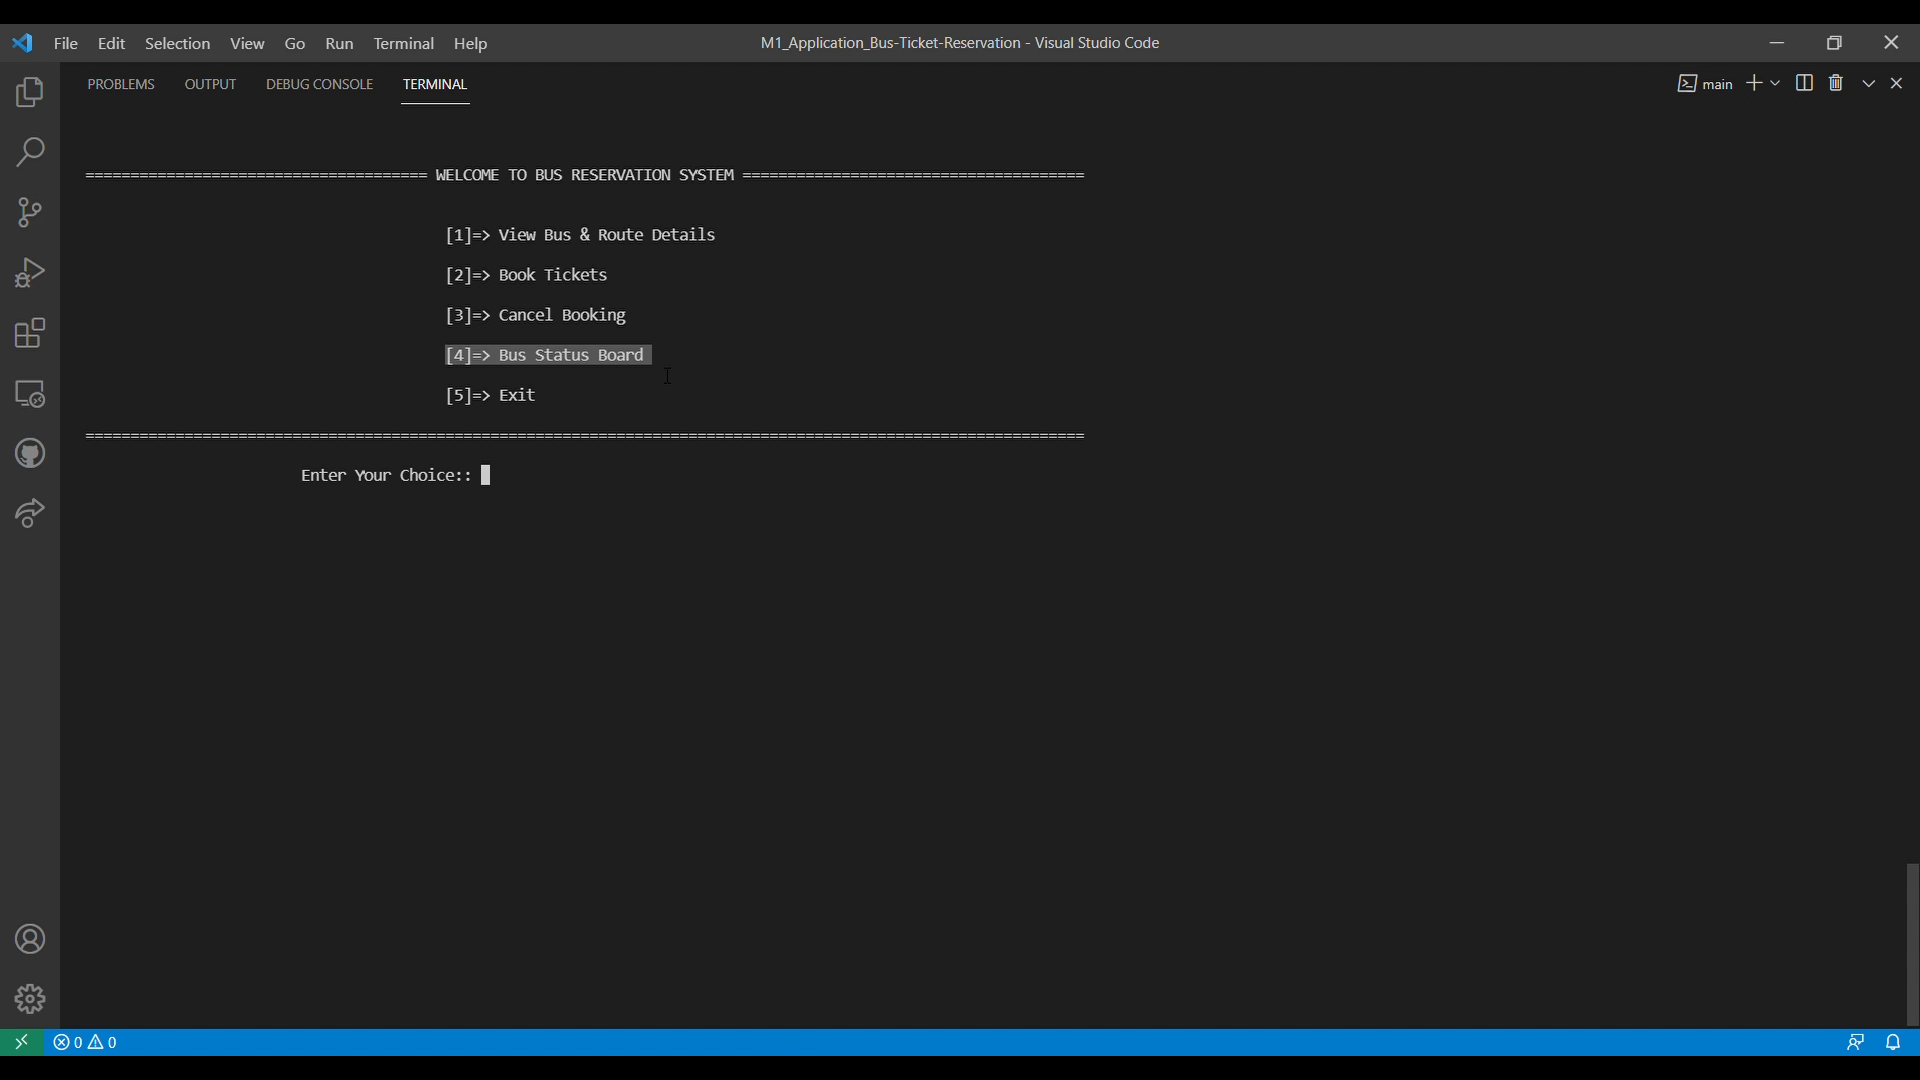 File Edit Selection View Go Run Terminal Help M1_Application_Bus-Ticket-Reservation - Visual Studio Code
PROBLEMS OUTPUT DEBUG CONSOLE TERMINAL main
====================================== WELCOME TO BUS RESERVATION SYSTEM ======================================
[1]=> View Bus & Route Details
[2]=> Book Tickets
[3]=> Cancel Booking
[4]=> Bus Status Board
[5]=> Exit
===============================================================================================================
Enter Your Choice::
0 0